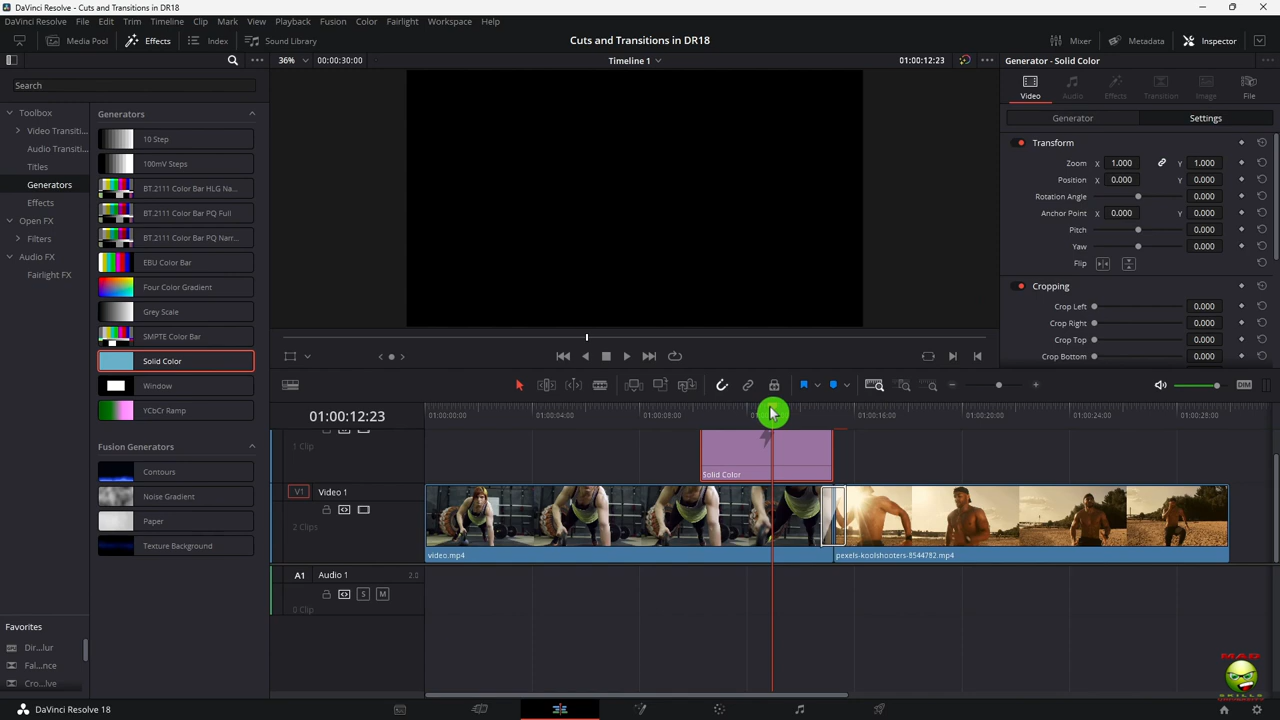 DaVinci Resolve - Cuts and Transitions in DR18
DaVinci Resolve File Edit Trim Timeline Clip Mark View Playback Fusion Color Fairlight Workspace Help
Media Pool Effects Index Sound Library Cuts and Transitions in DR18 Mixer Metadata Inspector
36% 00:00:30:00 Timeline 1 01:00:12:23 Generator - Solid Color
Search
Video Audio Effects Transition Image File
Toolbox
Video Transiti...
Audio Transiti...
Titles
Generators
Effects
Open FX
Filters
Audio FX
Fairlight FX
Generators
10 Step
100mV Steps
BT.2111 Color Bar HLG Na...
BT.2111 Color Bar PQ Full
BT.2111 Color Bar PQ Narr...
EBU Color Bar
Four Color Gradient
Grey Scale
SMPTE Color Bar
Solid Color
Window
YCbCr Ramp
Fusion Generators
Contours
Noise Gradient
Paper
Texture Background
Generator Settings
Transform
Zoom X 1.000 Y 1.000
Position X 0.000 Y 0.000
Rotation Angle 0.000
Anchor Point X 0.000 Y 0.000
Pitch 0.000
Yaw 0.000
Flip
Cropping
Crop Left 0.000
Crop Right 0.000
Crop Top 0.000
Crop Bottom 0.000
DIM
01:00:12:23
01:00:00:00 01:00:04:00 01:00:08:00 01:00:16:00 01:00:20:00 01:00:24:00 01:00:28:00
1 Clip
Solid Color
V1 Video 1
2 Clips
video.mp4 pexels-koolshooters-8544782.mp4
A1 Audio 1 2.0
S M
0 Clip
Favorites
Dir...lur
Fal...nce
Cro...lve
DaVinci Resolve 18
MAD
SKILLS